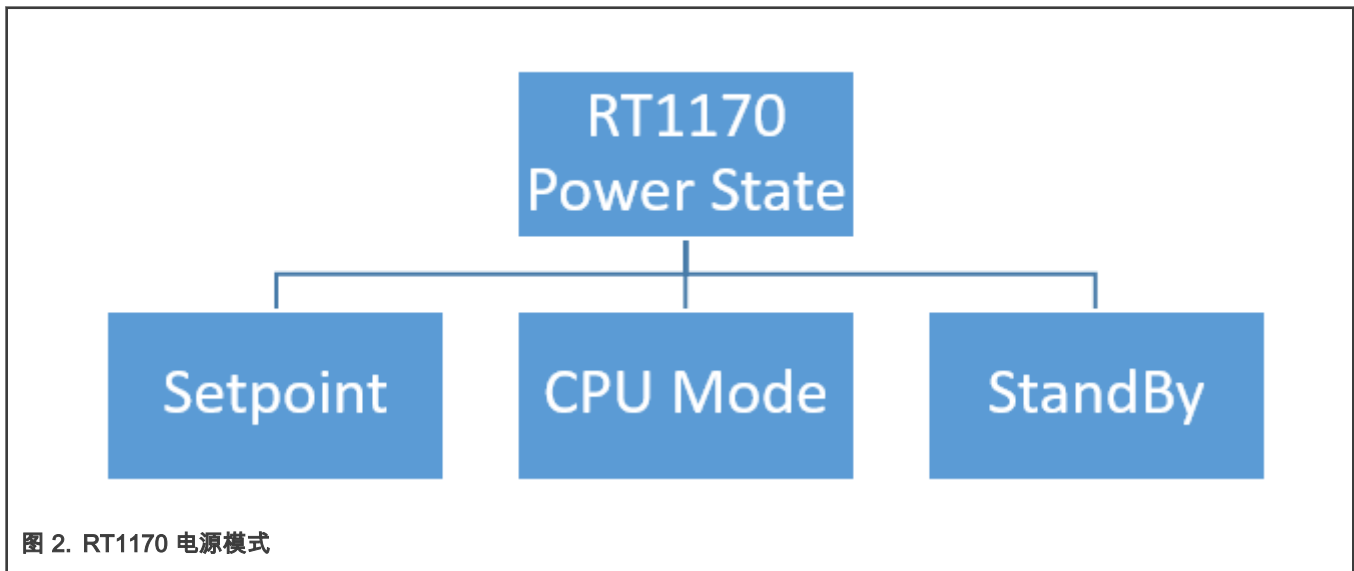 RT1170
Power State
Setpoint
CPU Mode
StandBy
图 2. RT1170 电源模式